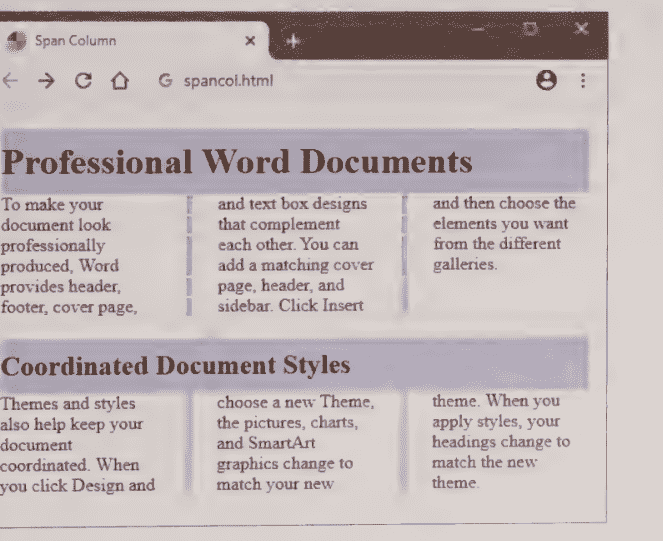 Span Column
spancol.html
Professional Word Documents
To make your
document look
professionally
produced, Word
provides header,
footer, cover page,
and text box designs
that complement
each other. You can
add a matching cover
page, header, and
sidebar. Click Insert
and then choose the
elements you want
from the different
galleries.
Coordinated Document Styles
Themes and styles
also help keep your
document
coordinated. When
you click Design and
choose a new Theme,
the pictures, charts,
and SmartArt
graphics change to
match your new
theme. When you
apply styles, your
headings change to
match the new
theme.